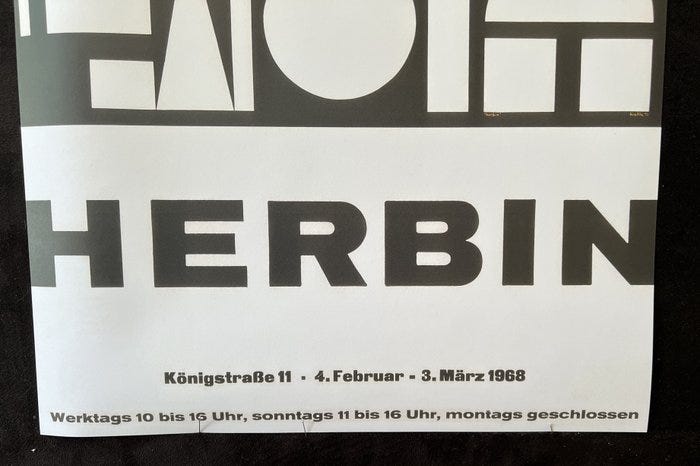 HERBIN
Königstraße 11 · 4. Februar - 3. März 1968
Werktags 10 bis 16 Uhr, sonntags 11 bis 16 Uhr, montags geschlossen